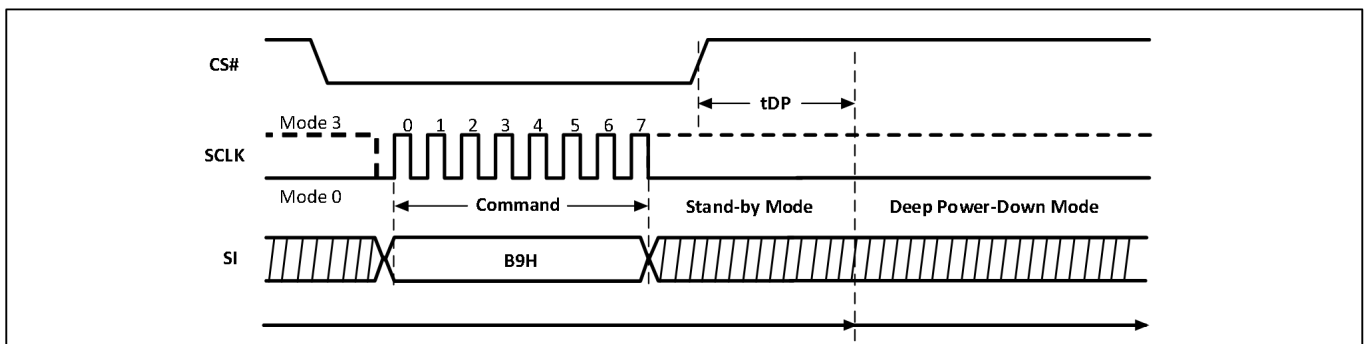 CS#
tDP
Mode 3
0 1 2 3 4 5 6 7
SCLK
Mode 0
Command
Stand-by Mode
Deep Power-Down Mode
SI
B9H